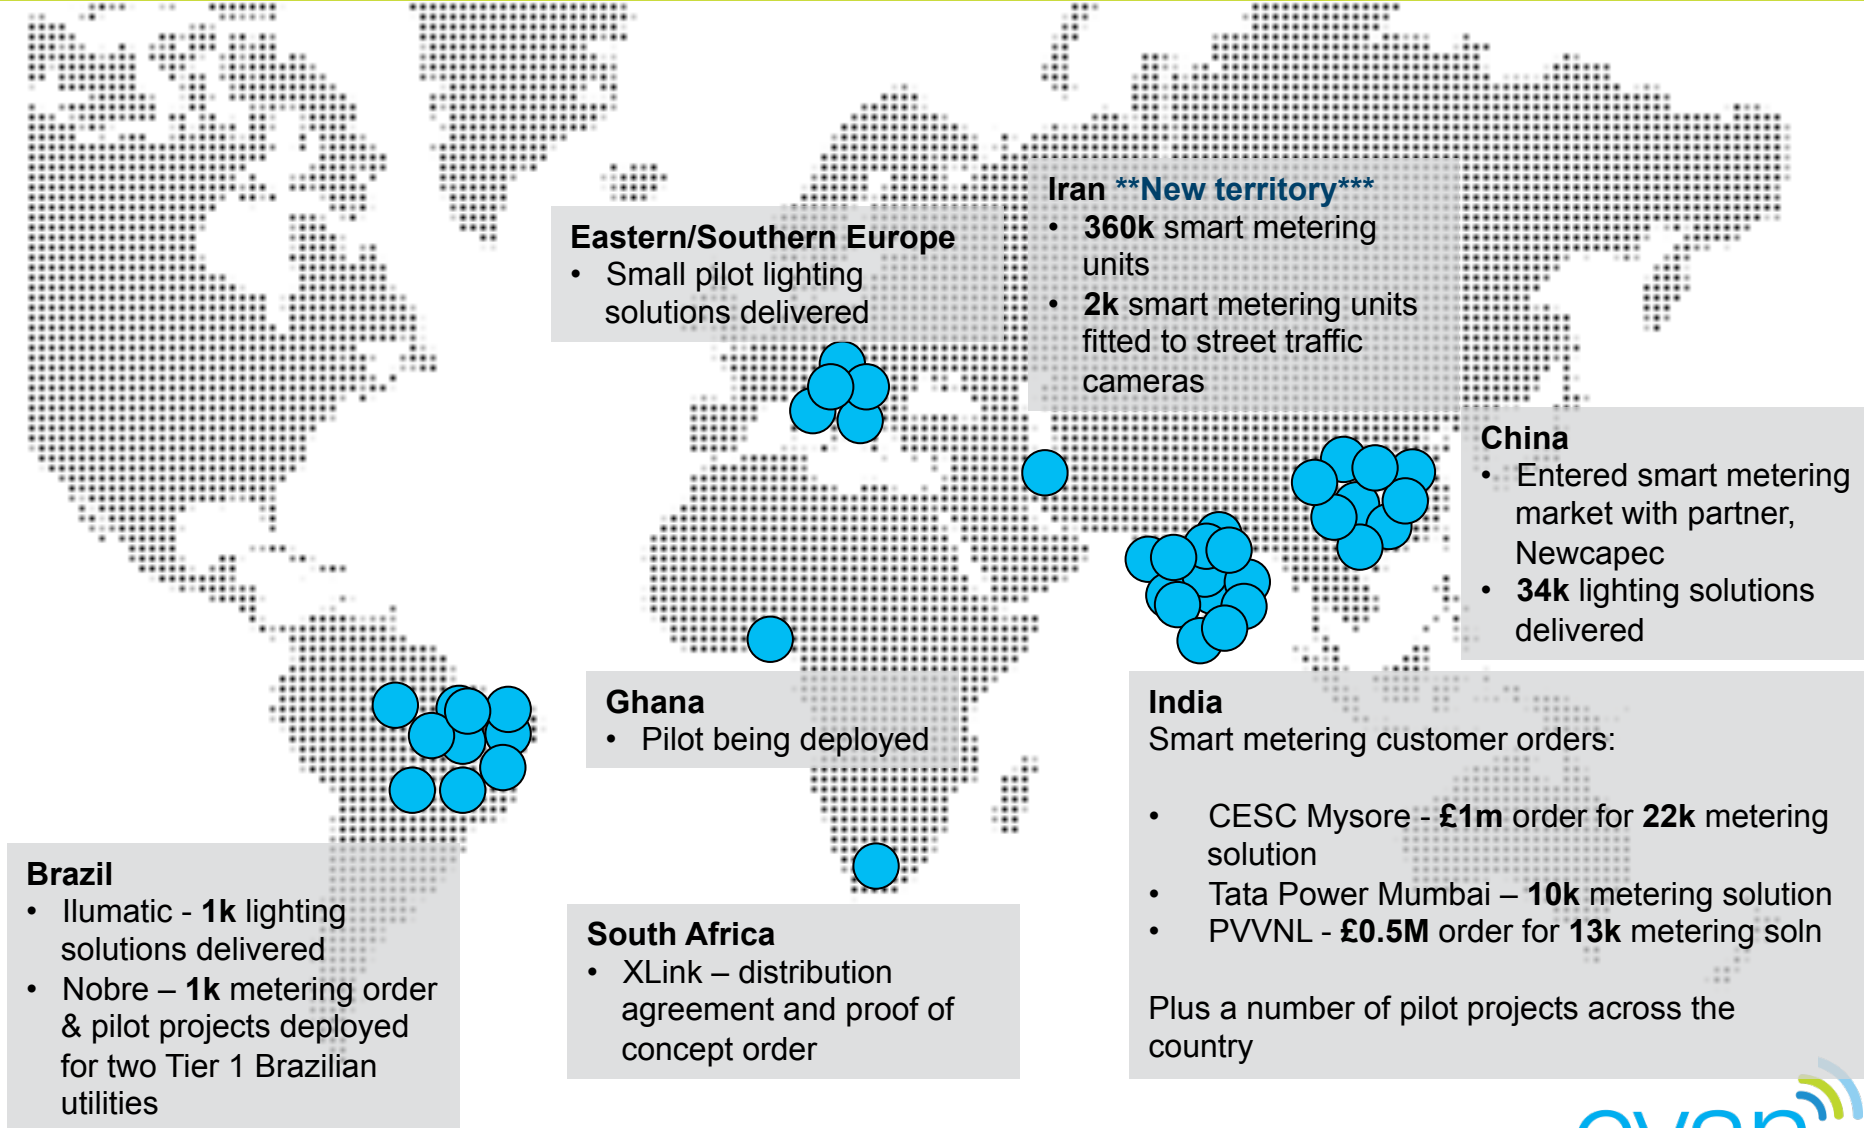 Eastern/Southern Europe
• Small pilot lighting
solutions delivered
Iran **New territory***
• 360k smart metering
units
• 2k smart metering units
fitted to street traffic
cameras
China
• Entered smart metering
market with partner,
Newcapec
• 34k lighting solutions
delivered
Ghana
• Pilot being deployed
India
Smart metering customer orders:
• CESC Mysore - £1m order for 22k metering
solution
• Tata Power Mumbai – 10k metering solution
• PVVNL - £0.5M order for 13k metering soln
Plus a number of pilot projects across the
country
Brazil
• Ilumatic - 1k lighting
solutions delivered
• Nobre – 1k metering order
& pilot projects deployed
for two Tier 1 Brazilian
utilities
South Africa
• XLink – distribution
agreement and proof of
concept order